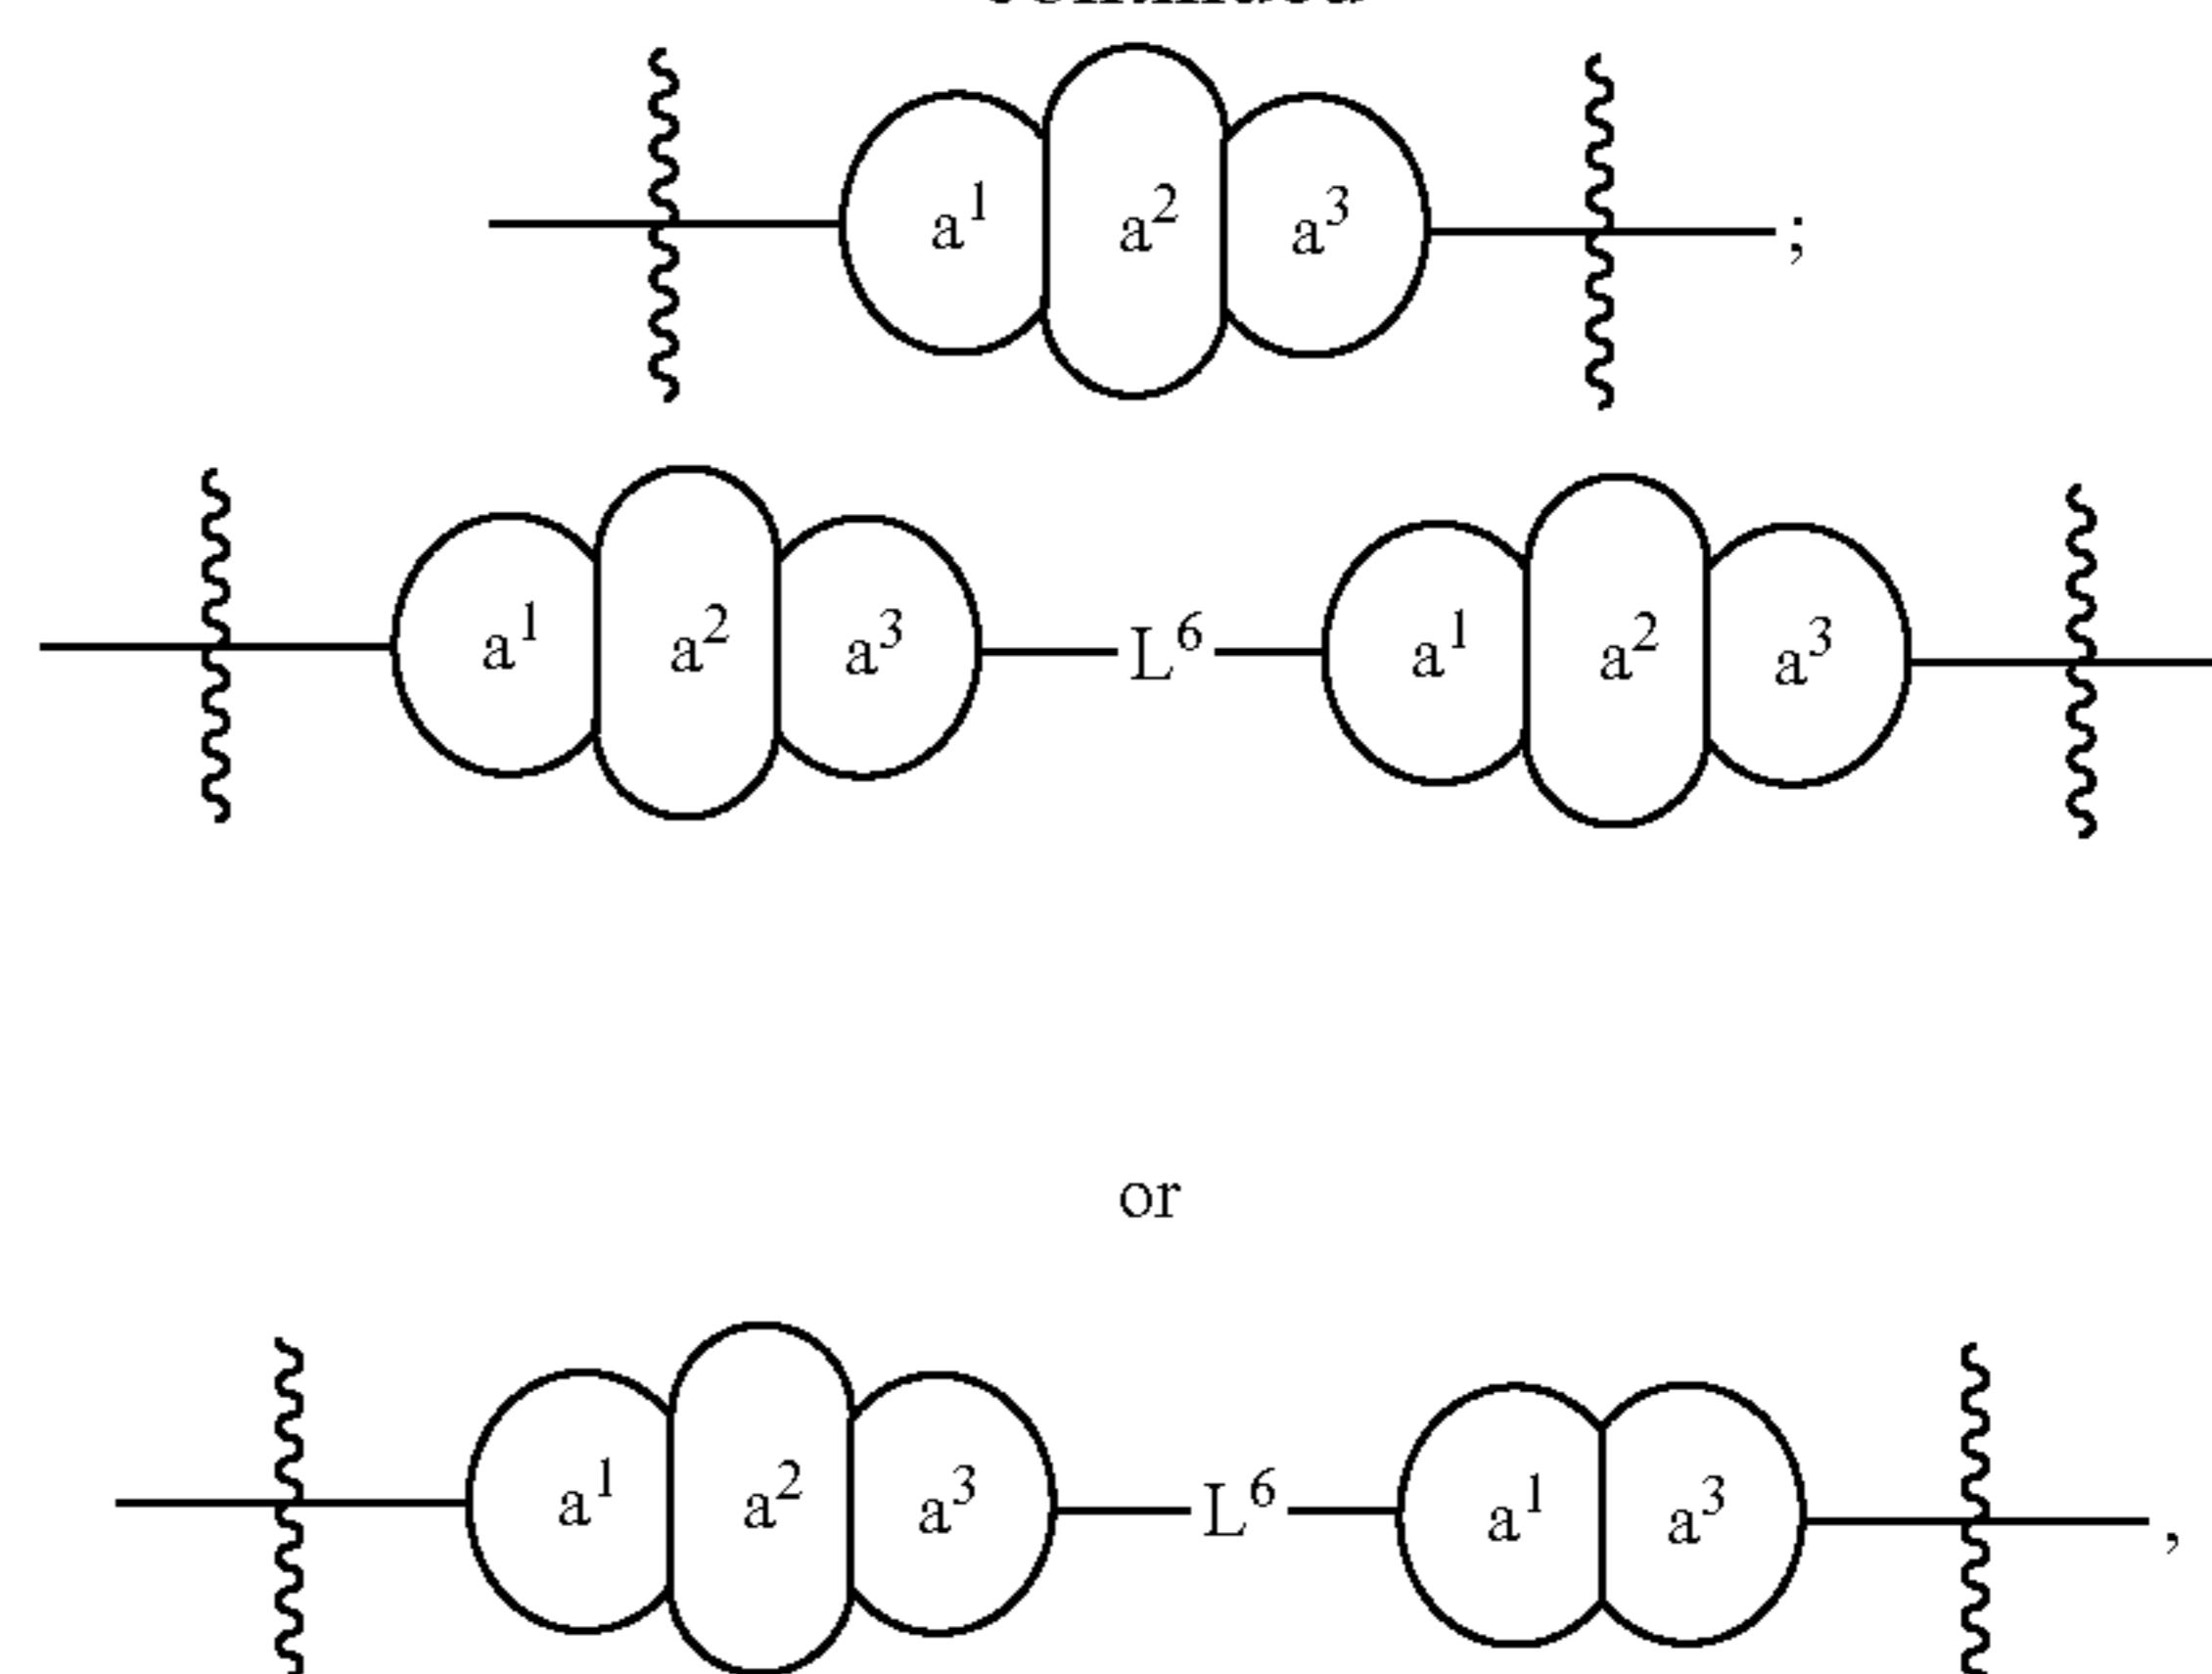 a¹ a² a³ ;
a¹ a² a³ L⁶ a¹ a² a³
or
a¹ a² a³ L⁶ a¹ a³ ,